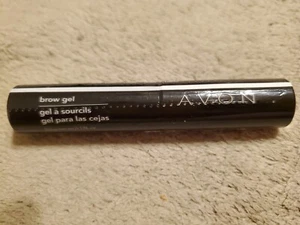 brow gel
gel à sourcils
gel para las cejas
AVON